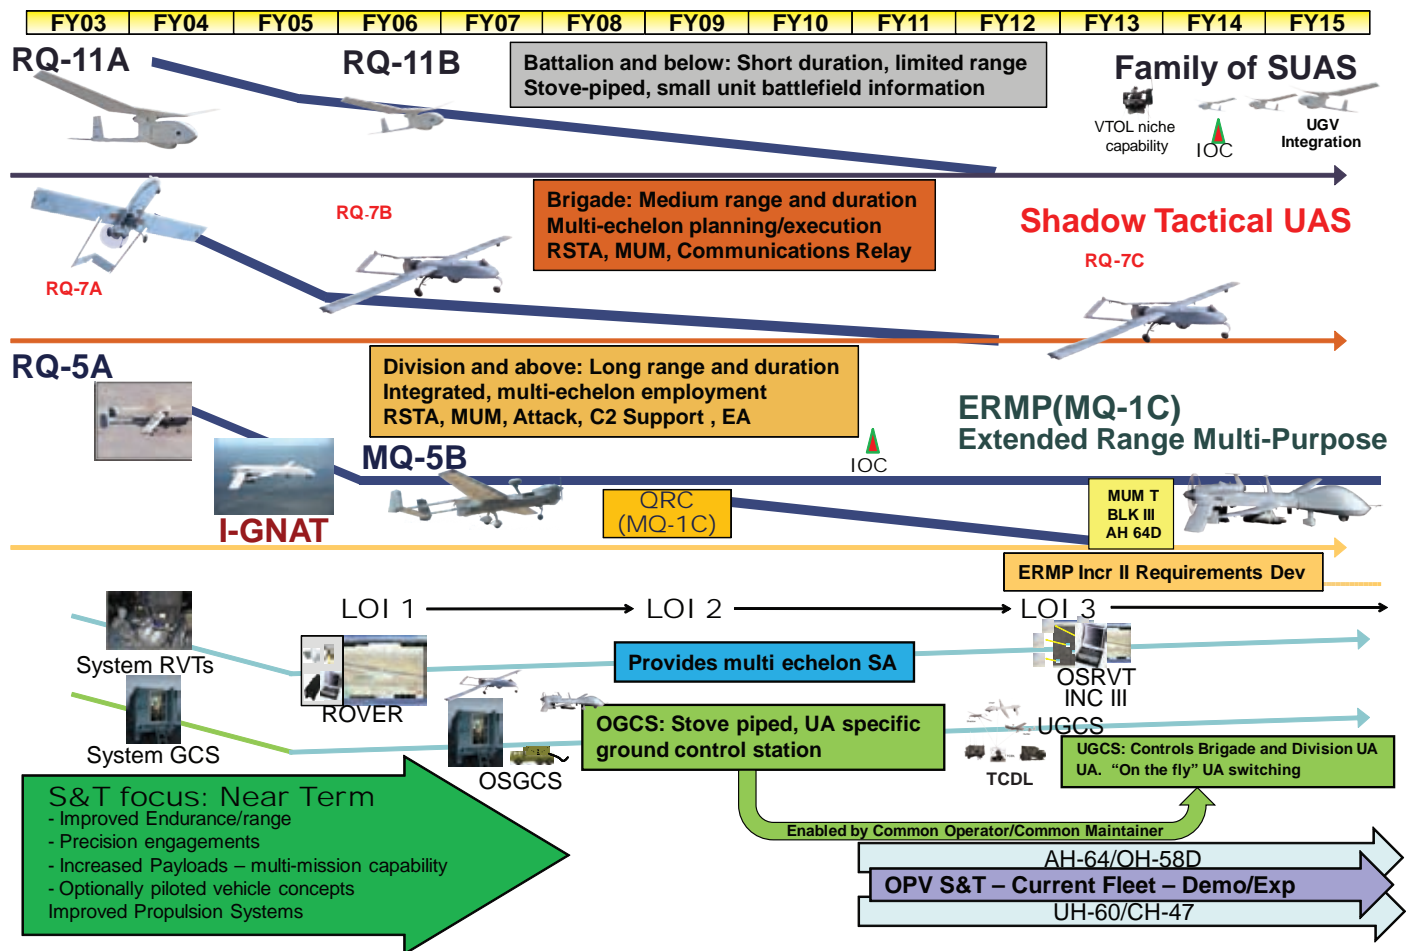 FY03 FY04 FY05 FY06 FY07 FY08 FY09 FY10 FY11 FY12 FY13 FY14 FY15
RQ-11A
RQ-11B
Battalion and below: Short duration, limited range
Stove-piped, small unit battlefield information
Family of SUAS
VTOL niche
capability
IOC
UGV
Integration
RQ-7A
RQ-7B
Brigade: Medium range and duration
Multi-echelon planning/execution
RSTA, MUM, Communications Relay
Shadow Tactical UAS
RQ-7C
RQ-5A
Division and above: Long range and duration
Integrated, multi-echelon employment
RSTA, MUM, Attack, C2 Support , EA
ERMP(MQ-1C)
Extended Range Multi-Purpose
IOC
I-GNAT
MQ-5B
QRC
(MQ-1C)
MUM T
BLK III
AH 64D
ERMP Incr II Requirements Dev
LOI 1
LOI 2
LOI 3
System RVTs
ROVER
Provides multi echelon SA
OSRVT
INC III
System GCS
OSGCS
OGCS: Stove piped, UA specific
ground control station
UGCS
TCDL
UGCS: Controls Brigade and Division UA
UA. “On the fly” UA switching
Enabled by Common Operator/Common Maintainer
S&T focus: Near Term
- Improved Endurance/range
- Precision engagements
- Increased Payloads – multi-mission capability
- Optionally piloted vehicle concepts
Improved Propulsion Systems
AH-64/OH-58D
OPV S&T – Current Fleet – Demo/Exp
UH-60/CH-47